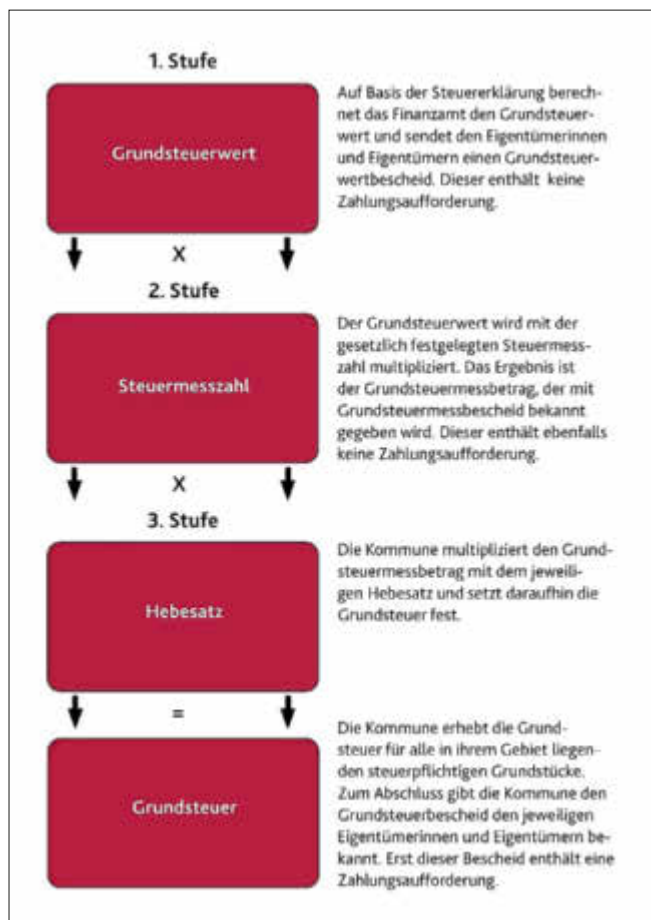 1. Stufe
Grundsteuerwert
Auf Basis der Steuererklärung berech-
net das Finanzamt den Grundsteuer-
wert und sendet den Eigentümerinnen
und Eigentümern einen Grundsteuer-
wertbescheid. Dieser enthält keine
Zahlungsaufforderung.
X
2. Stufe
Steuermesszahl
Der Grundsteuerwert wird mit der
gesetzlich festgelegten Steuermess-
zahl multipliziert. Das Ergebnis ist
der Grundsteuermessbetrag, der mit
Grundsteuermessbescheid bekannt
gegeben wird. Dieser enthält ebenfalls
keine Zahlungsaufforderung.
X
3. Stufe
Hebesatz
Die Kommune multipliziert den Grund-
steuermessbetrag mit dem jeweili-
gen Hebesatz und setzt daraufhin die
Grundsteuer fest.
=
Grundsteuer
Die Kommune erhebt die Grund-
steuer für alle in ihrem Gebiet liegen-
den steuerpflichtigen Grundstücke.
Zum Abschluss gibt die Kommune den
Grundsteuerbescheid den jeweiligen
Eigentümerinnen und Eigentümern be-
kannt. Erst dieser Bescheid enthält eine
Zahlungsaufforderung.